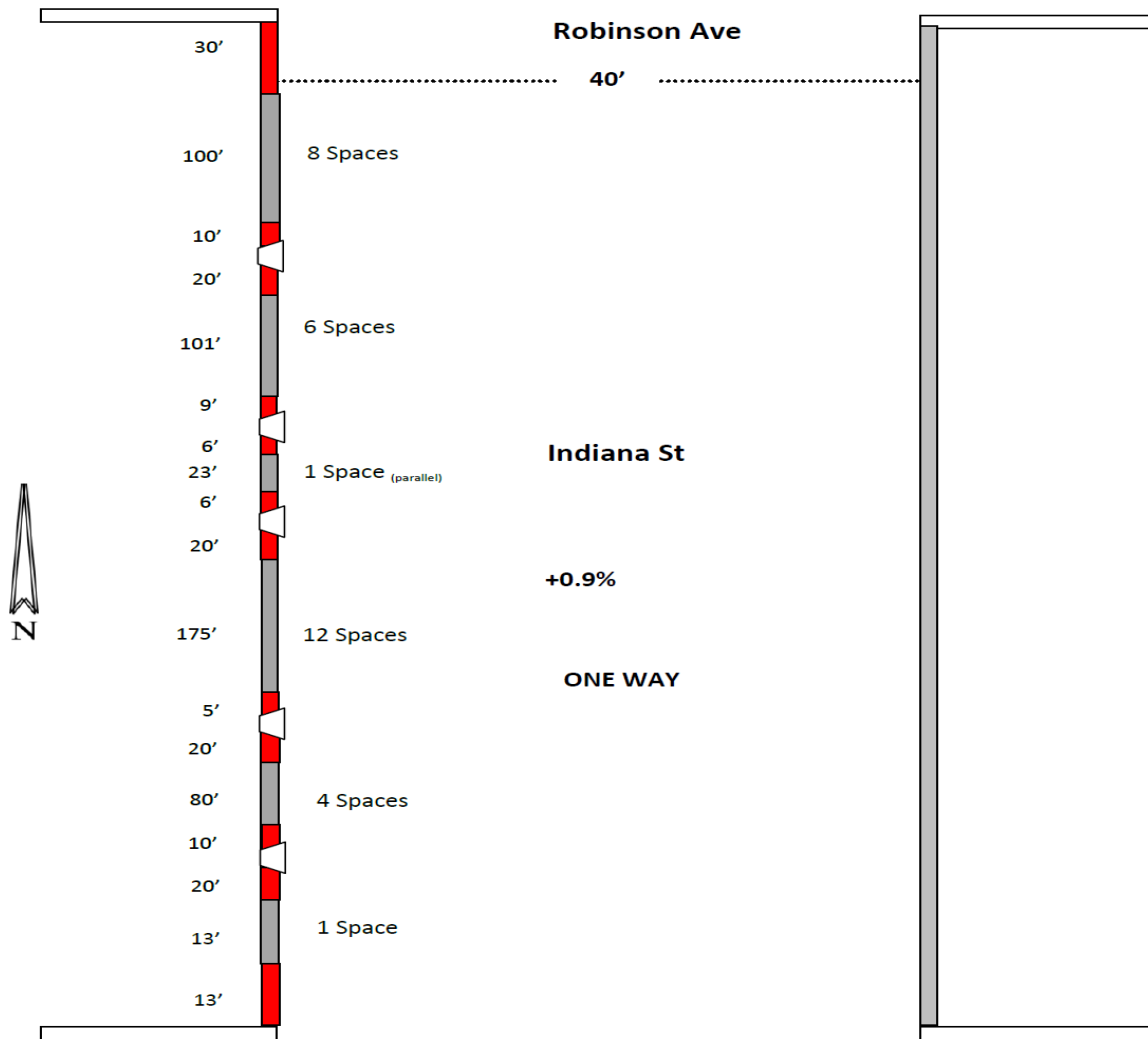 Robinson Ave
30’
40’
100’
8 Spaces
10’
20’
6 Spaces
101’
9’
6’
Indiana St
23’
1 Space (parallel)
6’
20’
+0.9%
N
175’
12 Spaces
ONE WAY
5’
20’
80’
4 Spaces
10’
20’
1 Space
13’
13’